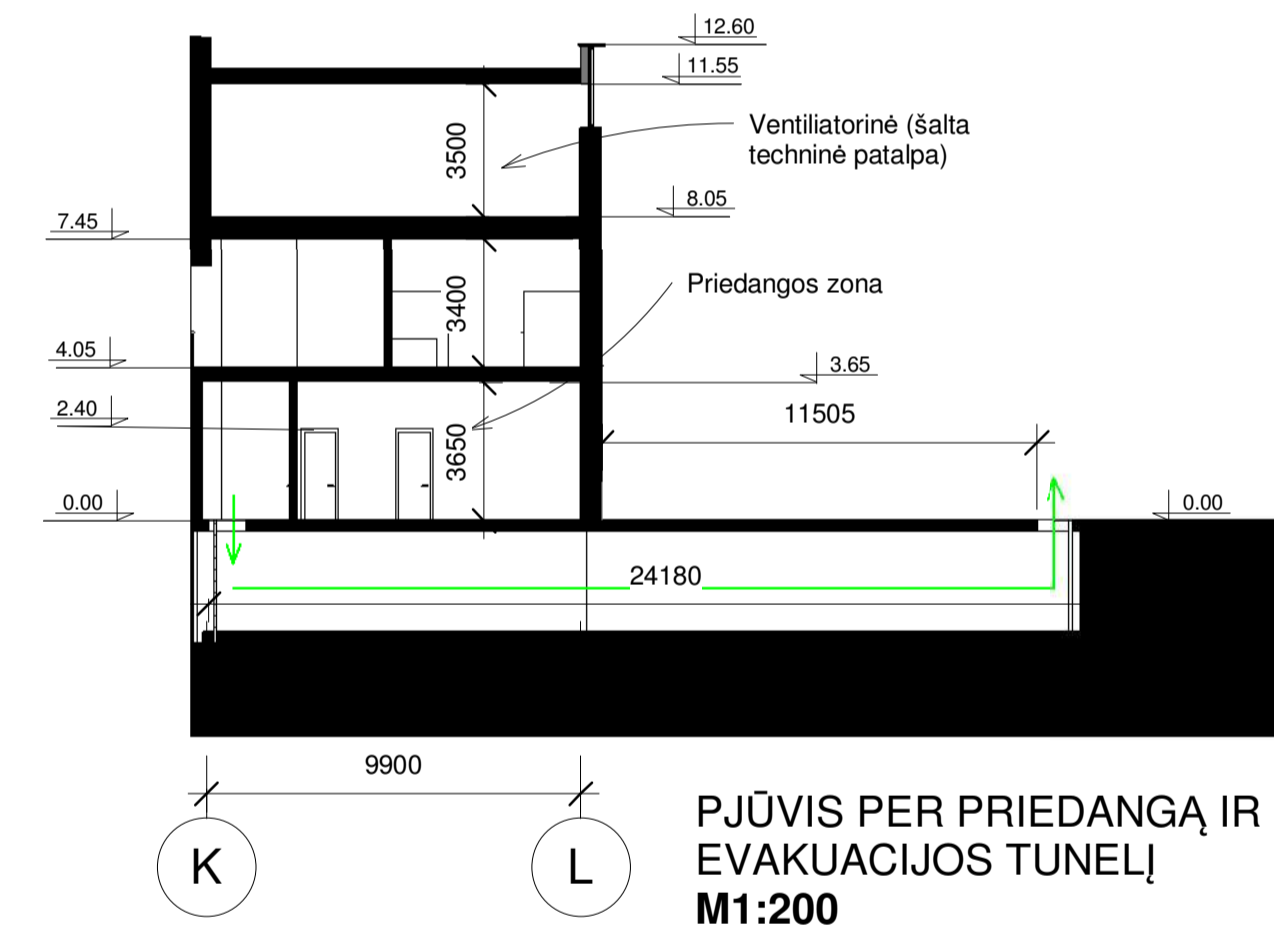 12.60
11.55
Ventiliatorinė (šalta
techninė patalpa)
3500
8.05
7.45
Priedangos zona
3400
4.05
3.65
2.40
11505
3650
0.00
0.00
24180
9900
K
L
PJŪVIS PER PRIEDANGĄ IR
EVAKUACIJOS TUNELĮ
M1:200